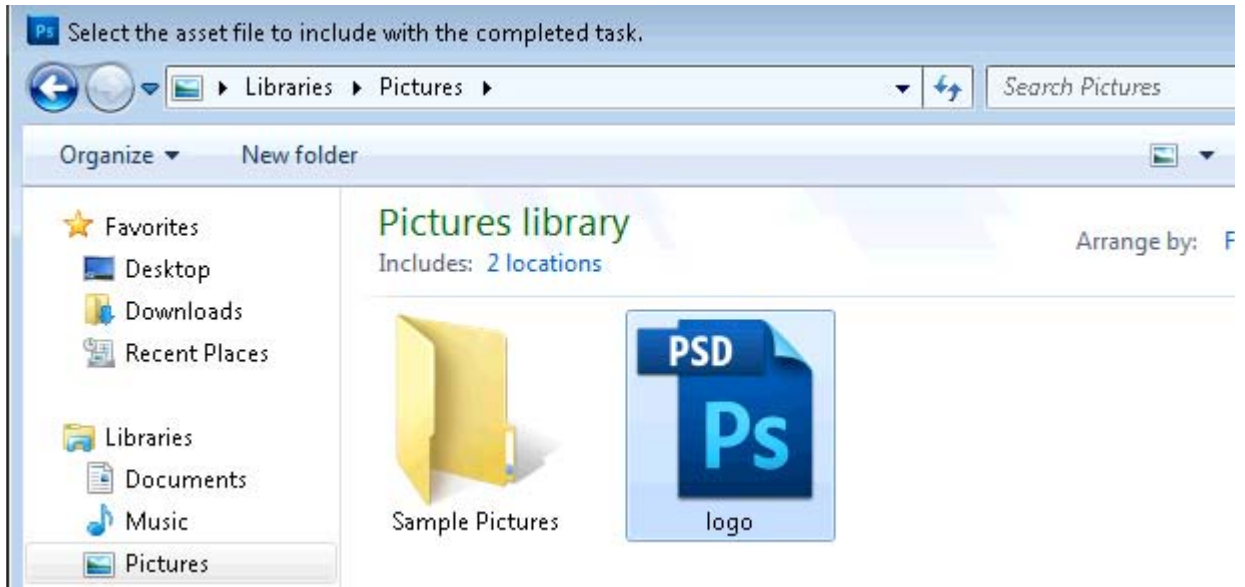 Ps Select the asset file to include with the completed task.
Libraries Pictures
Search Pictures
Organize New folder
Favorites
Desktop
Downloads
Recent Places
Libraries
Documents
Music
Pictures
Pictures library
Includes: 2 locations
Arrange by: F
Sample Pictures
PSD
Ps
logo